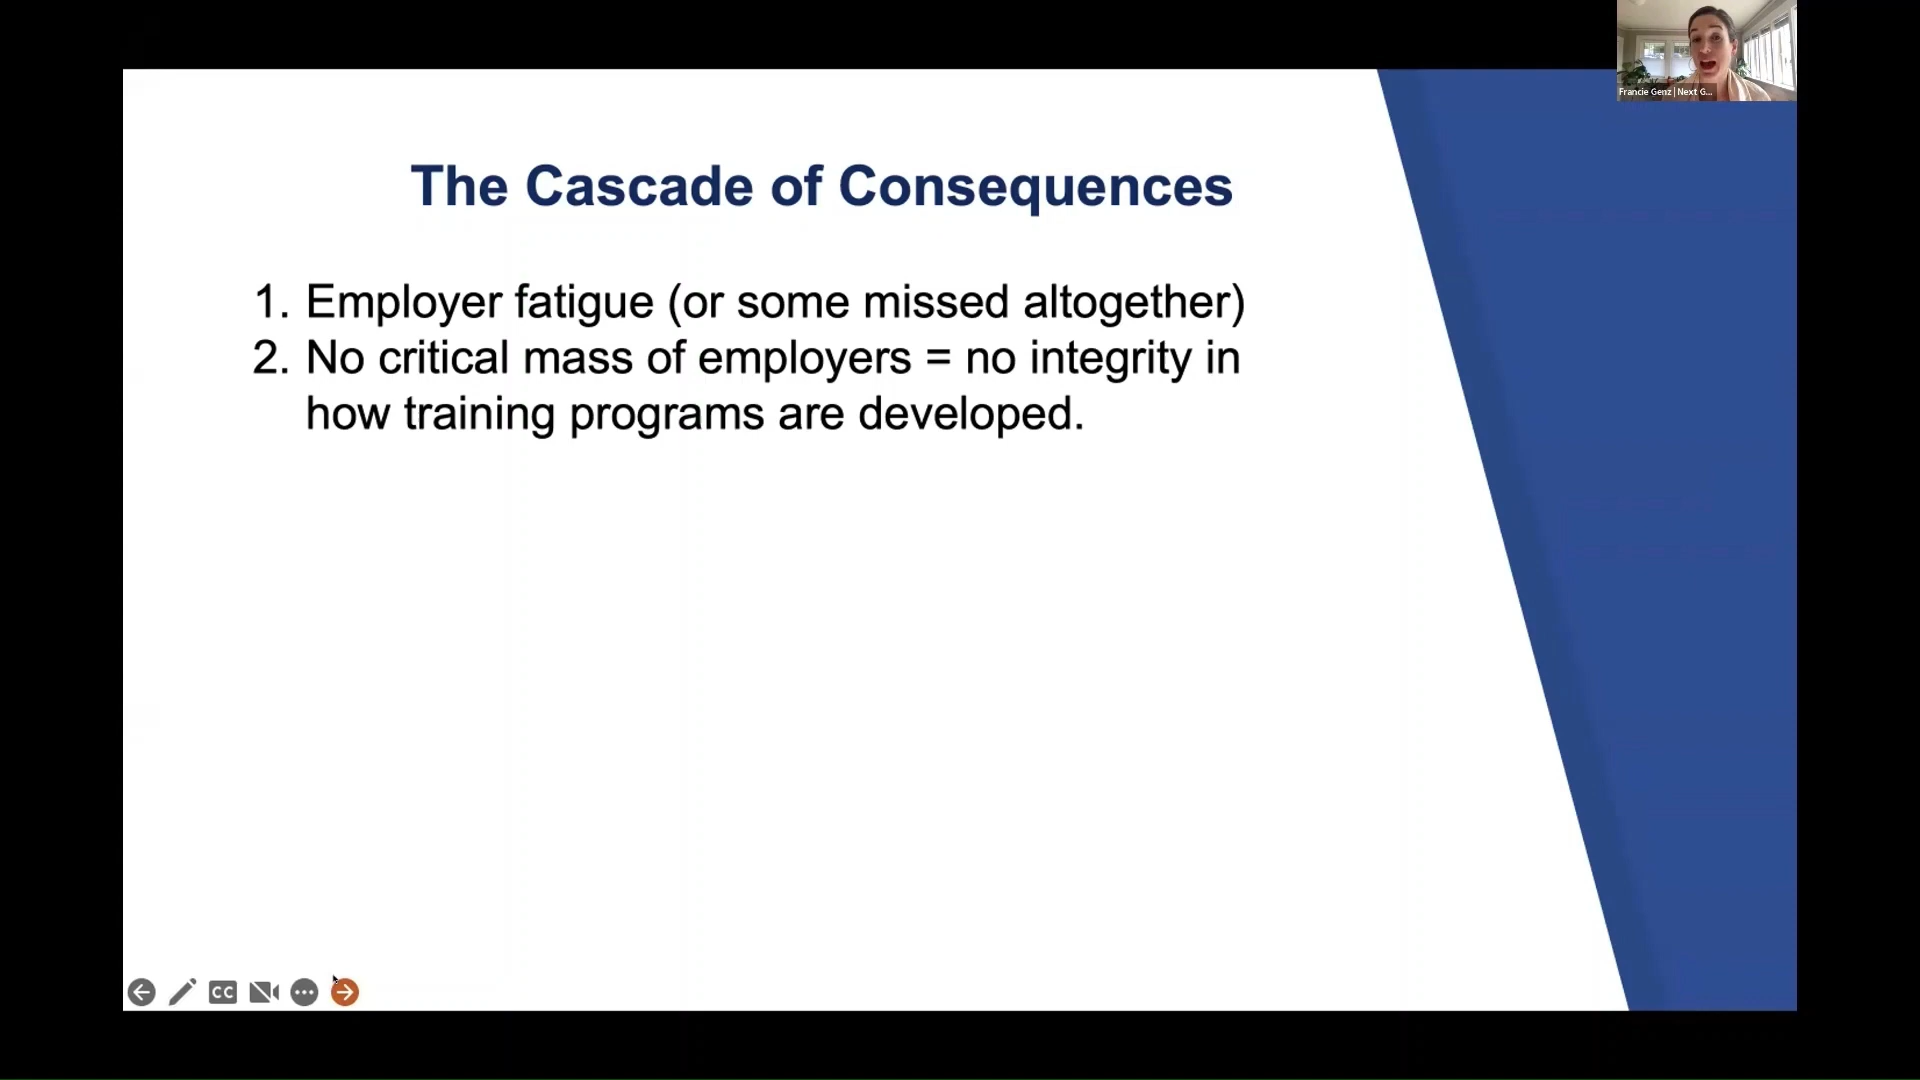 Francie Genz | Next G...
The Cascade of Consequences
1. Employer fatigue (or some missed altogether)
2. No critical mass of employers = no integrity in
how training programs are developed.
CC